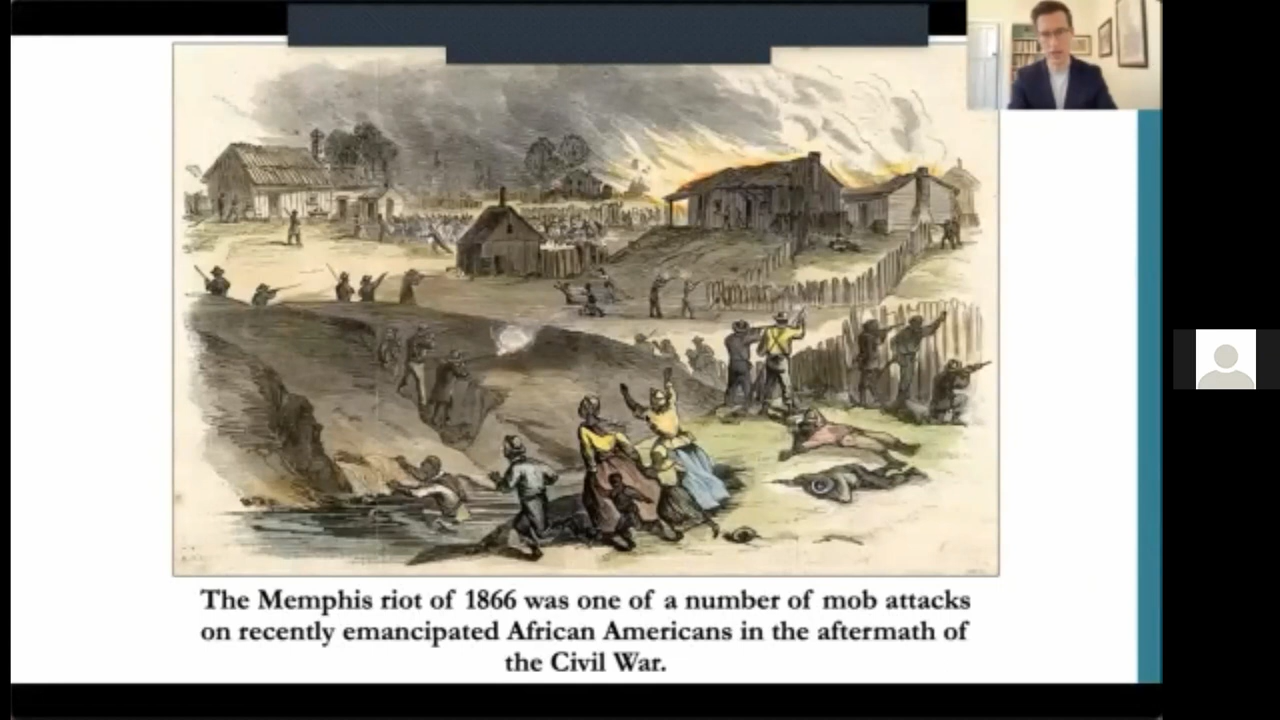 The Memphis riot of 1866 was one of a number of mob attacks
on recently emancipated African Americans in the aftermath of
the Civil War.